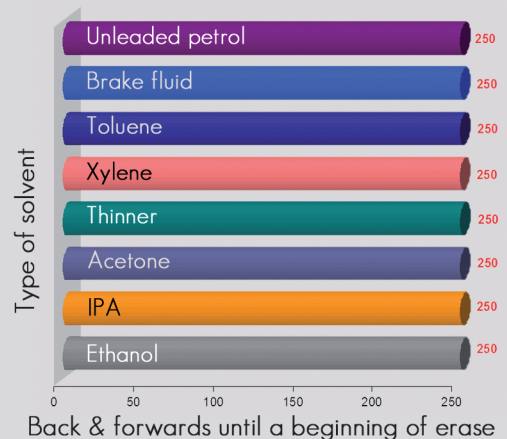 Unleaded petrol 250
Brake fluid 250
Toluene 250
Xylene 250
Thinner 250
Acetone 250
IPA 250
Ethanol 250
Type of solvent
0 50 100 150 200 250
Back & forwards until a beginning of erase